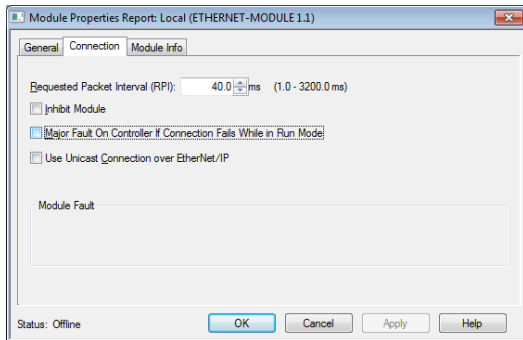 Module Properties Report: Local (ETHERNET-MODULE 1.1)
General Connection Module Info
Requested Packet Interval (RPI): 40.0 ms (1.0 - 3200.0 ms)
Inhibit Module
Major Fault On Controller If Connection Fails While in Run Mode
Use Unicast Connection over EtherNet/IP
Module Fault
Status: Offline OK Cancel Apply Help